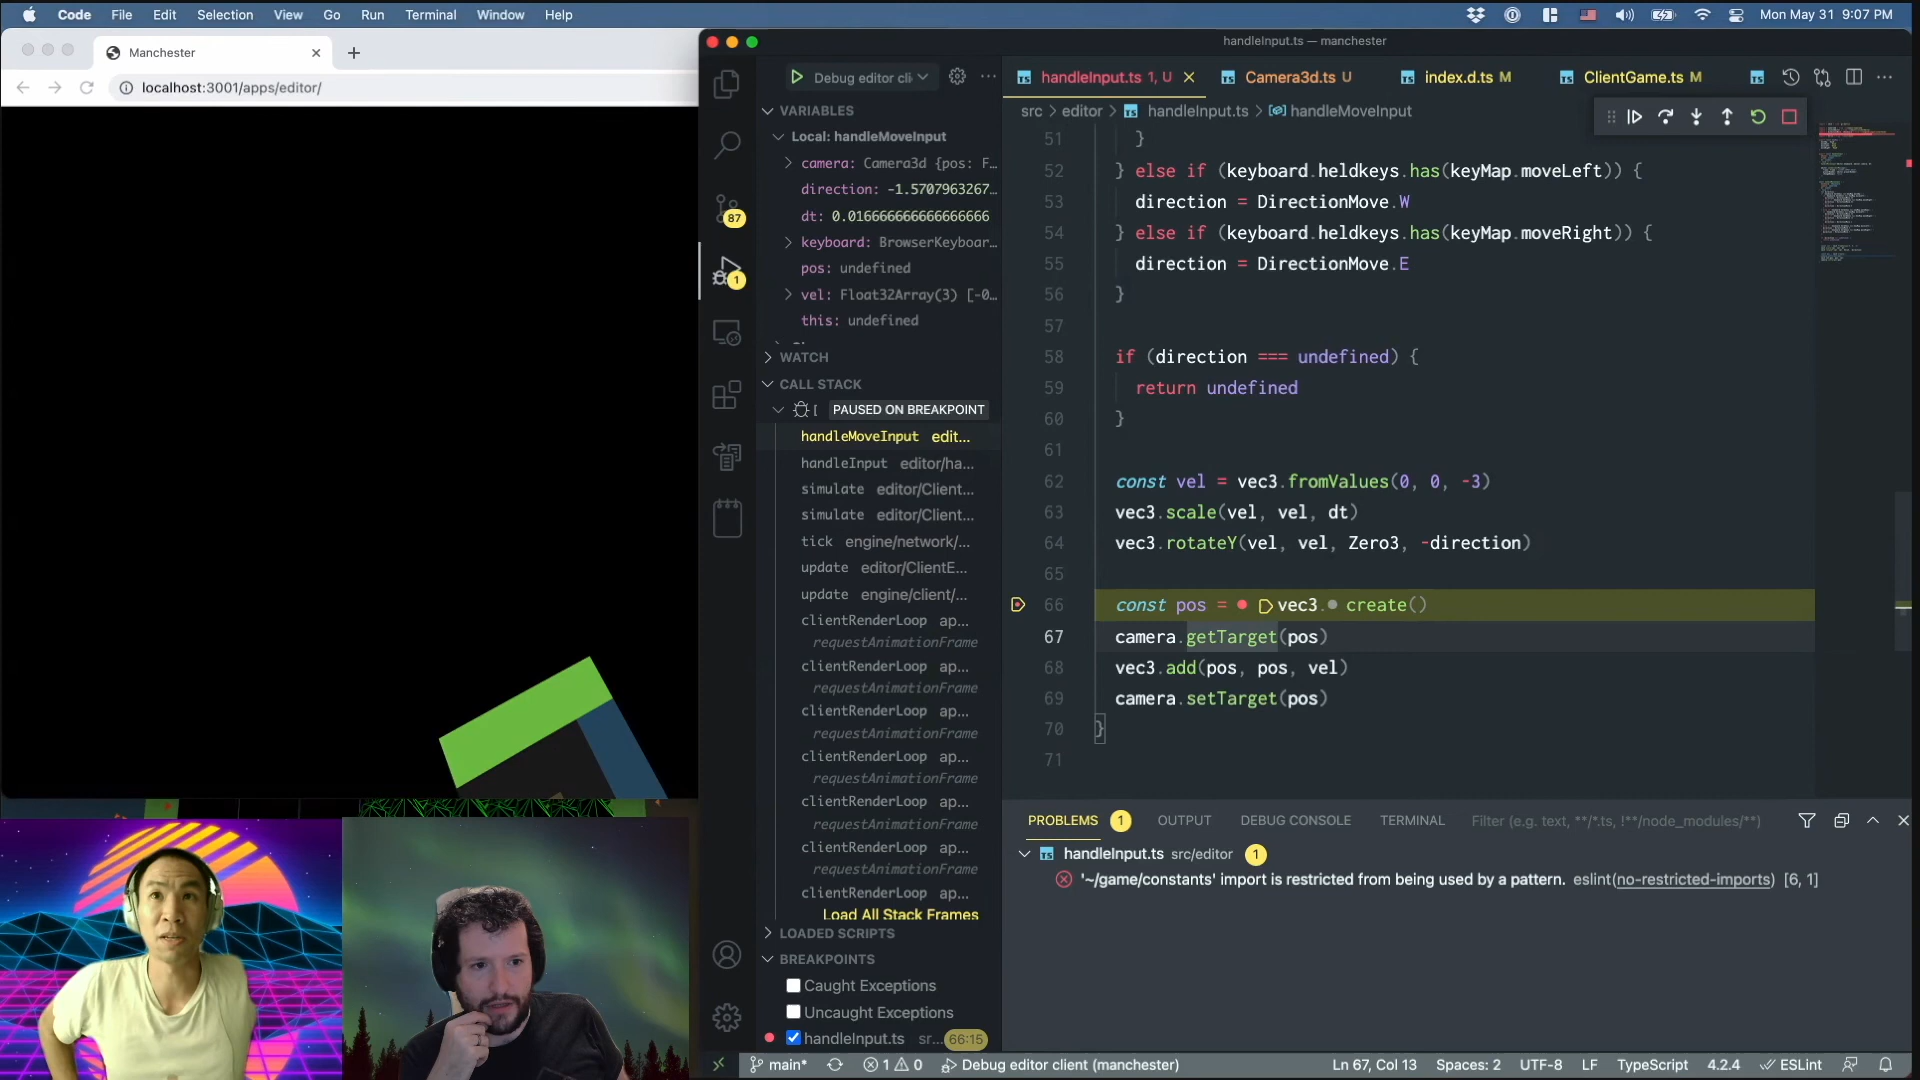 Code File Edit Selection View Go Run Terminal Window Help
Mon May 31 9:07 PM
Manchester
localhost:3001/apps/editor/
handleInput.ts — manchester
Debug editor cli
handleInput.ts 1, U
Camera3d.ts U
index.d.ts M
ClientGame.ts M
src > editor > handleInput.ts > handleMoveInput
87
1
VARIABLES
Local: handleMoveInput
camera: Camera3d {pos: F…
direction: -1.5707963267…
dt: 0.016666666666666666
keyboard: BrowserKeyboar…
pos: undefined
vel: Float32Array(3) [-0…
this: undefined
WATCH
CALL STACK
PAUSED ON BREAKPOINT
handleMoveInput edit…
handleInput editor/ha…
simulate editor/Client…
simulate editor/Client…
tick engine/network/…
update editor/ClientE…
update engine/client/…
clientRenderLoop ap…
requestAnimationFrame
clientRenderLoop ap…
requestAnimationFrame
clientRenderLoop ap…
requestAnimationFrame
clientRenderLoop ap…
requestAnimationFrame
clientRenderLoop ap…
requestAnimationFrame
clientRenderLoop ap…
requestAnimationFrame
clientRenderLoop ap…
Load All Stack Frames
LOADED SCRIPTS
BREAKPOINTS
Caught Exceptions
Uncaught Exceptions
handleInput.ts sr… 66:15
51 }
52 } else if (keyboard.heldkeys.has(keyMap.moveLeft)) {
53 direction = DirectionMove.W
54 } else if (keyboard.heldkeys.has(keyMap.moveRight)) {
55 direction = DirectionMove.E
56 }
57
58 if (direction === undefined) {
59 return undefined
60 }
61
62 const vel = vec3.fromValues(0, 0, -3)
63 vec3.scale(vel, vel, dt)
64 vec3.rotateY(vel, vel, Zero3, -direction)
65
66 const pos = vec3.create()
67 camera.getTarget(pos)
68 vec3.add(pos, pos, vel)
69 camera.setTarget(pos)
70 }
71
PROBLEMS 1 OUTPUT DEBUG CONSOLE TERMINAL Filter (e.g. text, **/*.ts, !**/node_modules/**)
handleInput.ts src/editor 1
'~/game/constants' import is restricted from being used by a pattern. eslint(no-restricted-imports) [6, 1]
main* 1 0 Debug editor client (manchester) Ln 67, Col 13 Spaces: 2 UTF-8 LF TypeScript 4.2.4 ESLint